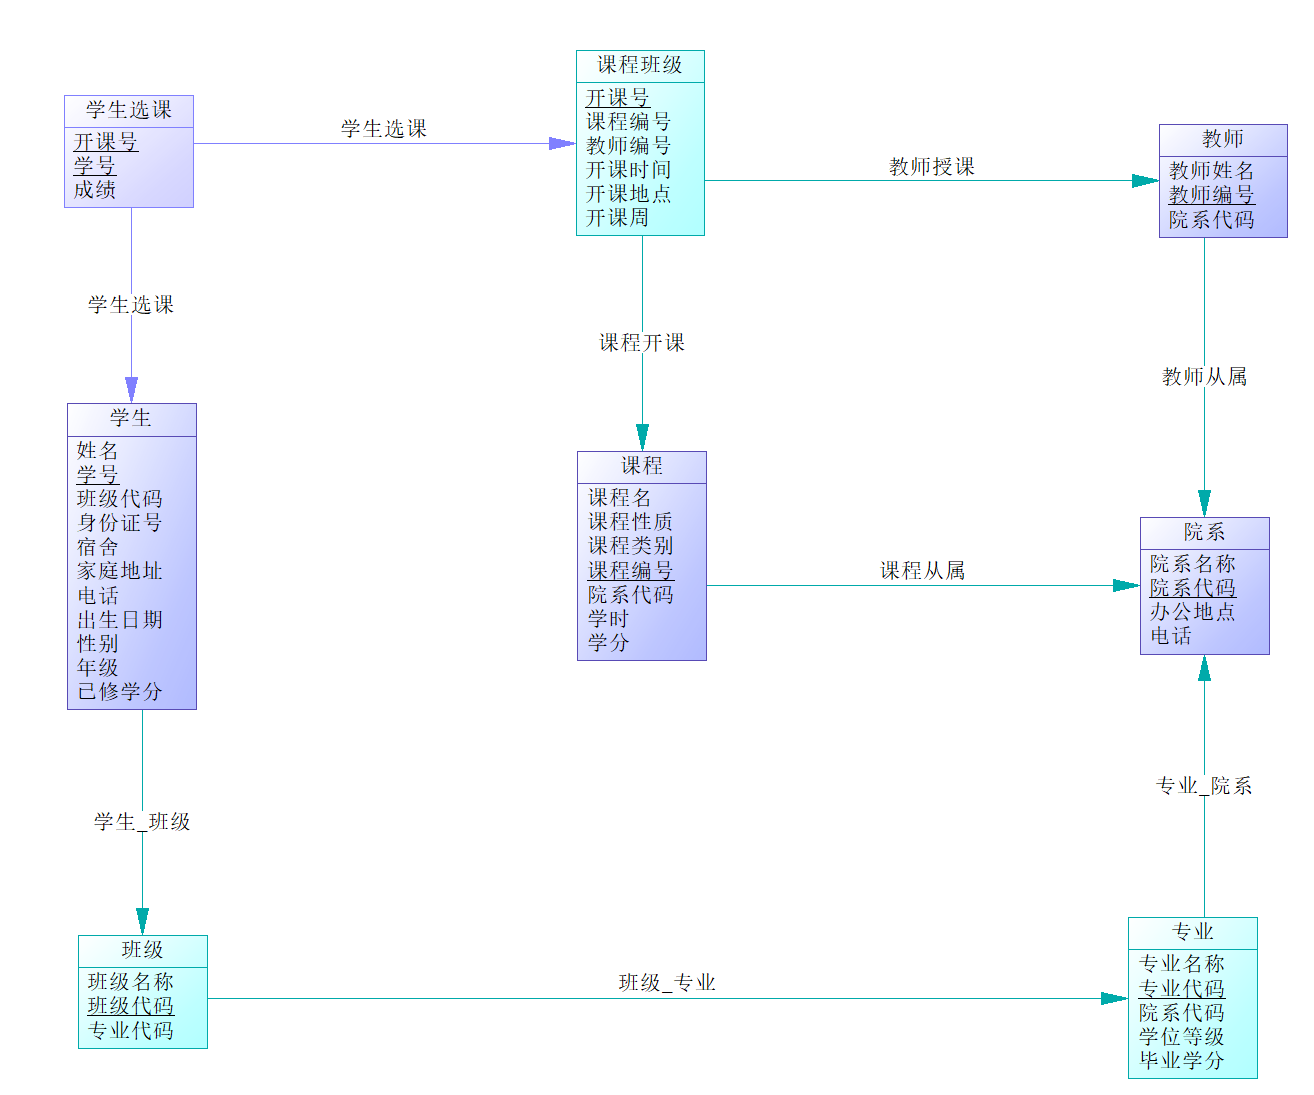 学生选课
开课号
学号
成绩
学生选课
课程班级
开课号
课程编号
教师编号
开课时间
开课地点
开课周
教师授课
教师
教师姓名
教师编号
院系代码
学生选课
课程开课
教师从属
学生
姓名
学号
班级代码
身份证号
宿舍
家庭地址
电话
出生日期
性别
年级
已修学分
课程
课程名
课程性质
课程类别
课程编号
院系代码
学时
学分
课程从属
院系
院系名称
院系代码
办公地点
电话
学生_班级
专业_院系
班级
班级名称
班级代码
专业代码
班级_专业
专业
专业名称
专业代码
院系代码
学位等级
毕业学分